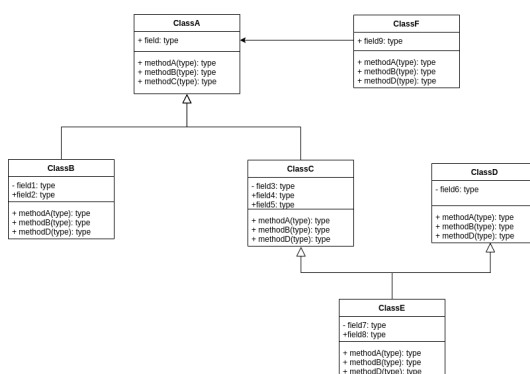 ClassA
+ field: type
+ methodA(type): type
+ methodB(type): type
+ methodC(type): type
ClassF
+ field9: type
+ methodA(type): type
+ methodB(type): type
+ methodD(type): type
ClassB
- field1: type
+field2: type
+ methodA(type): type
+ methodB(type): type
+ methodD(type): type
ClassC
- field3: type
+field4: type
+field5: type
+ methodA(type): type
+ methodB(type): type
+ methodD(type): type
ClassD
- field6: type
+ methodA(type): type
+ methodB(type): type
+ methodD(type): type
ClassE
- field7: type
+field8: type
+ methodA(type): type
+ methodB(type): type
+ methodD(type): type